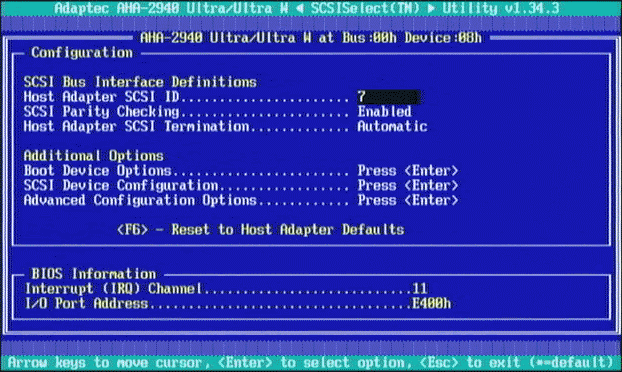 Adaptec AHA-2940 Ultra/Ultra W ◄ SCSISelect(TM) ► Utility v1.34.3
AHA-2940 Ultra/Ultra W at Bus:00h Device:08h
Configuration
SCSI Bus Interface Definitions
Host Adapter SCSI ID...................... 7
SCSI Parity Checking...................... Enabled
Host Adapter SCSI Termination............. Automatic
Additional Options
Boot Device Options....................... Press <Enter>
SCSI Device Configuration................. Press <Enter>
Advanced Configuration Options............ Press <Enter>
<F6> - Reset to Host Adapter Defaults
BIOS Information
Interrupt (IRQ) Channel...........................11
I/O Port Address..................................E400h
Arrow keys to move cursor, <Enter> to select option, <Esc> to exit (*=default)